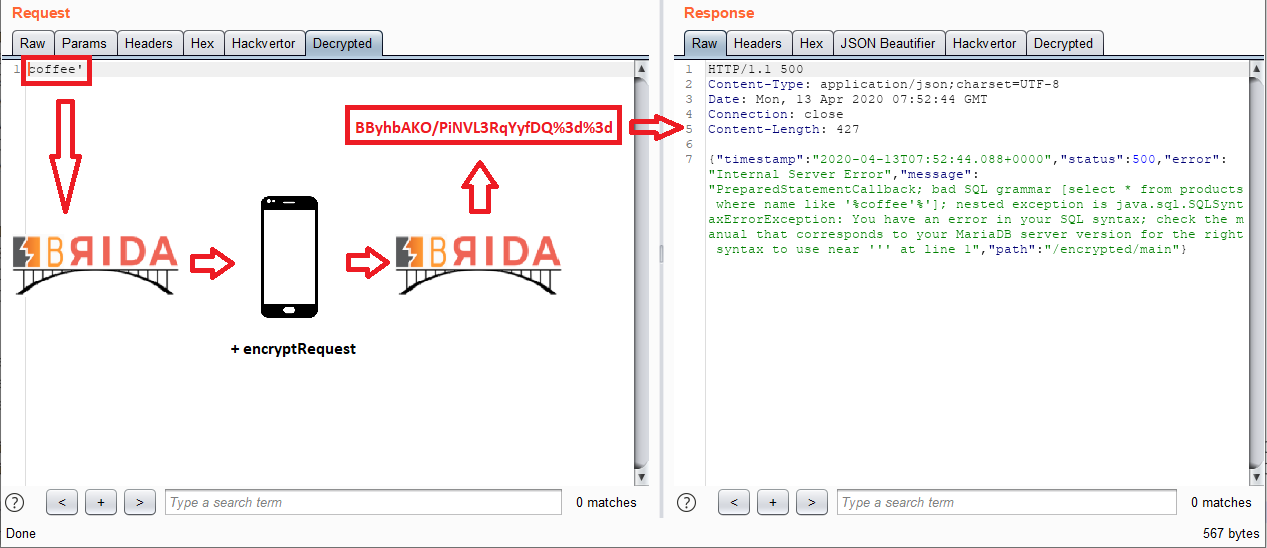 Request
Raw Params Headers Hex Hackvertor Decrypted
1 coffee'
BByhbAKO/PiNVL3RqYyfDQ%3d%3d
BRIDA
BRIDA
+ encryptRequest
? < + > Type a search term 0 matches
Done
Response
Raw Headers Hex JSON Beautifier Hackvertor Decrypted
1 HTTP/1.1 500
2 Content-Type: application/json;charset=UTF-8
3 Date: Mon, 13 Apr 2020 07:52:44 GMT
4 Connection: close
5 Content-Length: 427
6
7 {"timestamp":"2020-04-13T07:52:44.088+0000","status":500,"error":
"Internal Server Error","message":
"PreparedStatementCallback; bad SQL grammar [select * from products
where name like '%coffee'%']; nested exception is java.sql.SQLSynt
axErrorException: You have an error in your SQL syntax; check the m
anual that corresponds to your MariaDB server version for the right
syntax to use near ''' at line 1","path":"/encrypted/main"}
? < + > Type a search term 0 matches
567 bytes